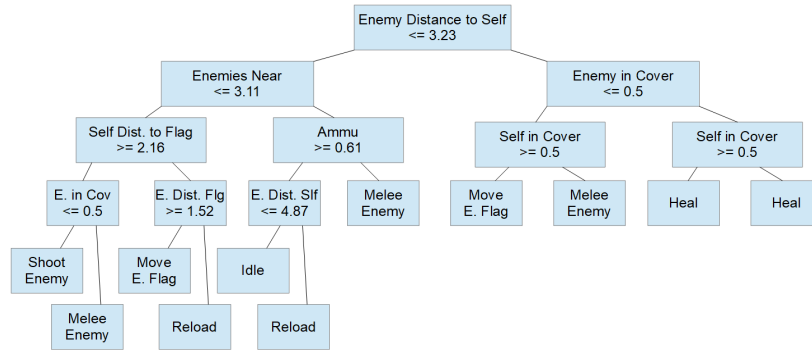 Enemy Distance to Self
<= 3.23
Enemies Near
<= 3.11
Enemy in Cover
<= 0.5
Self Dist. to Flag
>= 2.16
Ammu
>= 0.61
Self in Cover
>= 0.5
Self in Cover
>= 0.5
E. in Cov
<= 0.5
E. Dist. Flg
>= 1.52
E. Dist. Slf
<= 4.87
Melee
Enemy
Move
E. Flag
Melee
Enemy
Heal
Heal
Shoot
Enemy
Move
E. Flag
Idle
Melee
Enemy
Reload
Reload